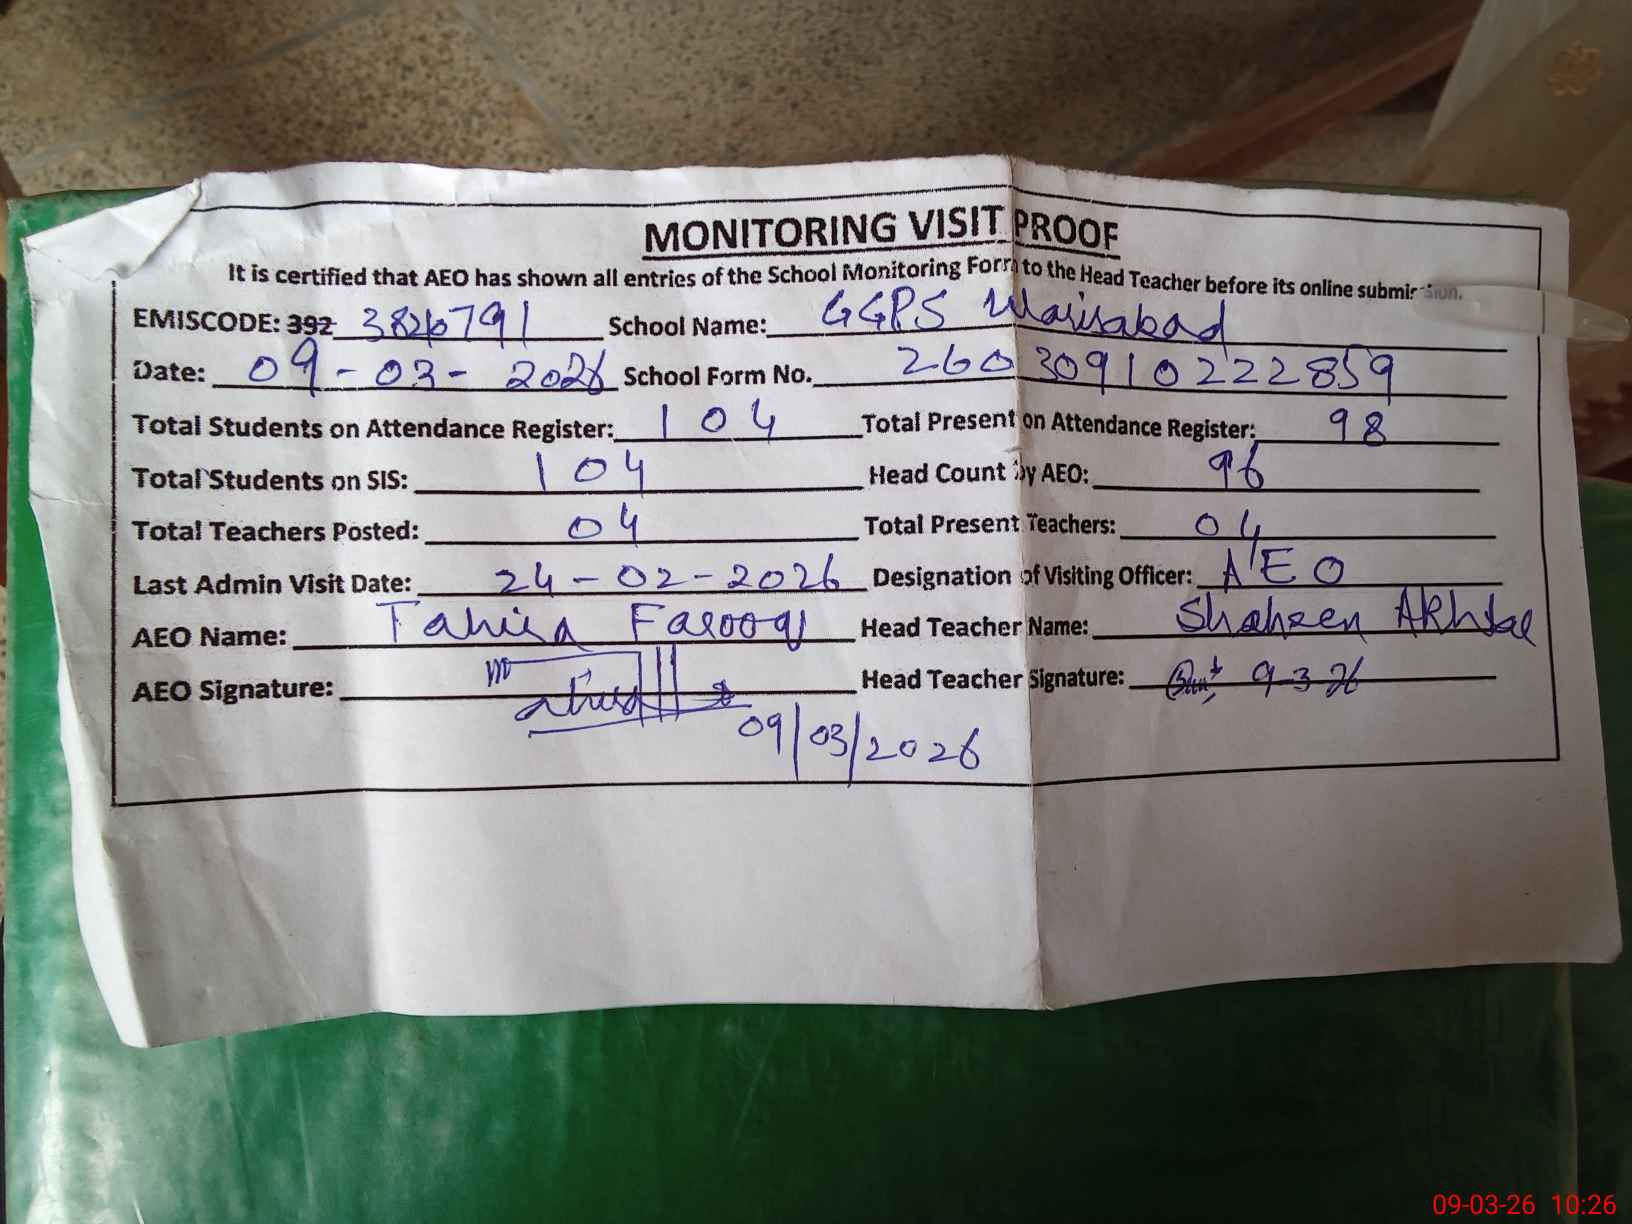 MONITORING VISIT PROOF
It is certified that AEO has shown all entries of the School Monitoring Form to the Head Teacher before its online submission.
EMISCODE: 392 School Name: GGPS Warisabad
Date: 09-03-2026 School Form No. 26030910222859
Total Students on Attendance Register: 104 Total Present on Attendance Register: 98
Total Students on SIS: 104 Head Count by AEO: 96
Total Teachers Posted: 04 Total Present Teachers: 04
Last Admin Visit Date: 24-02-2026 Designation of Visiting Officer: AEO
AEO Name: Tahira Farooq Head Teacher Name: Shaheen Akhtar
AEO Signature: Head Teacher Signature: 9-3-26
09/03/2026
09-03-26 10:26